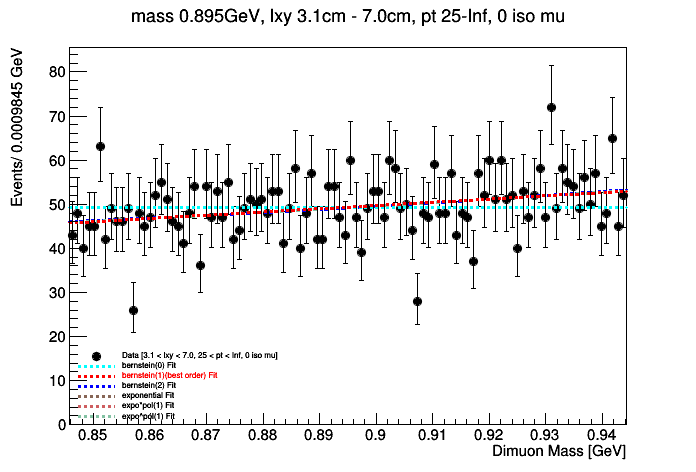 mass 0.895GeV, lxy 3.1cm - 7.0cm, pt 25-Inf, 0 iso mu
Events/ 0.0009845 GeV
80
70
60
50
40
30
20
10
0
Data [3.1 < lxy < 7.0, 25 < pt < Inf, 0 iso mu]
bernstein(0) Fit
bernstein(1)(best order) Fit
bernstein(2) Fit
exponential Fit
expo*pol(1) Fit
expo^pol(1) Fit
0.85 0.86 0.87 0.88 0.89 0.9 0.91 0.92 0.93 0.94
Dimuon Mass [GeV]